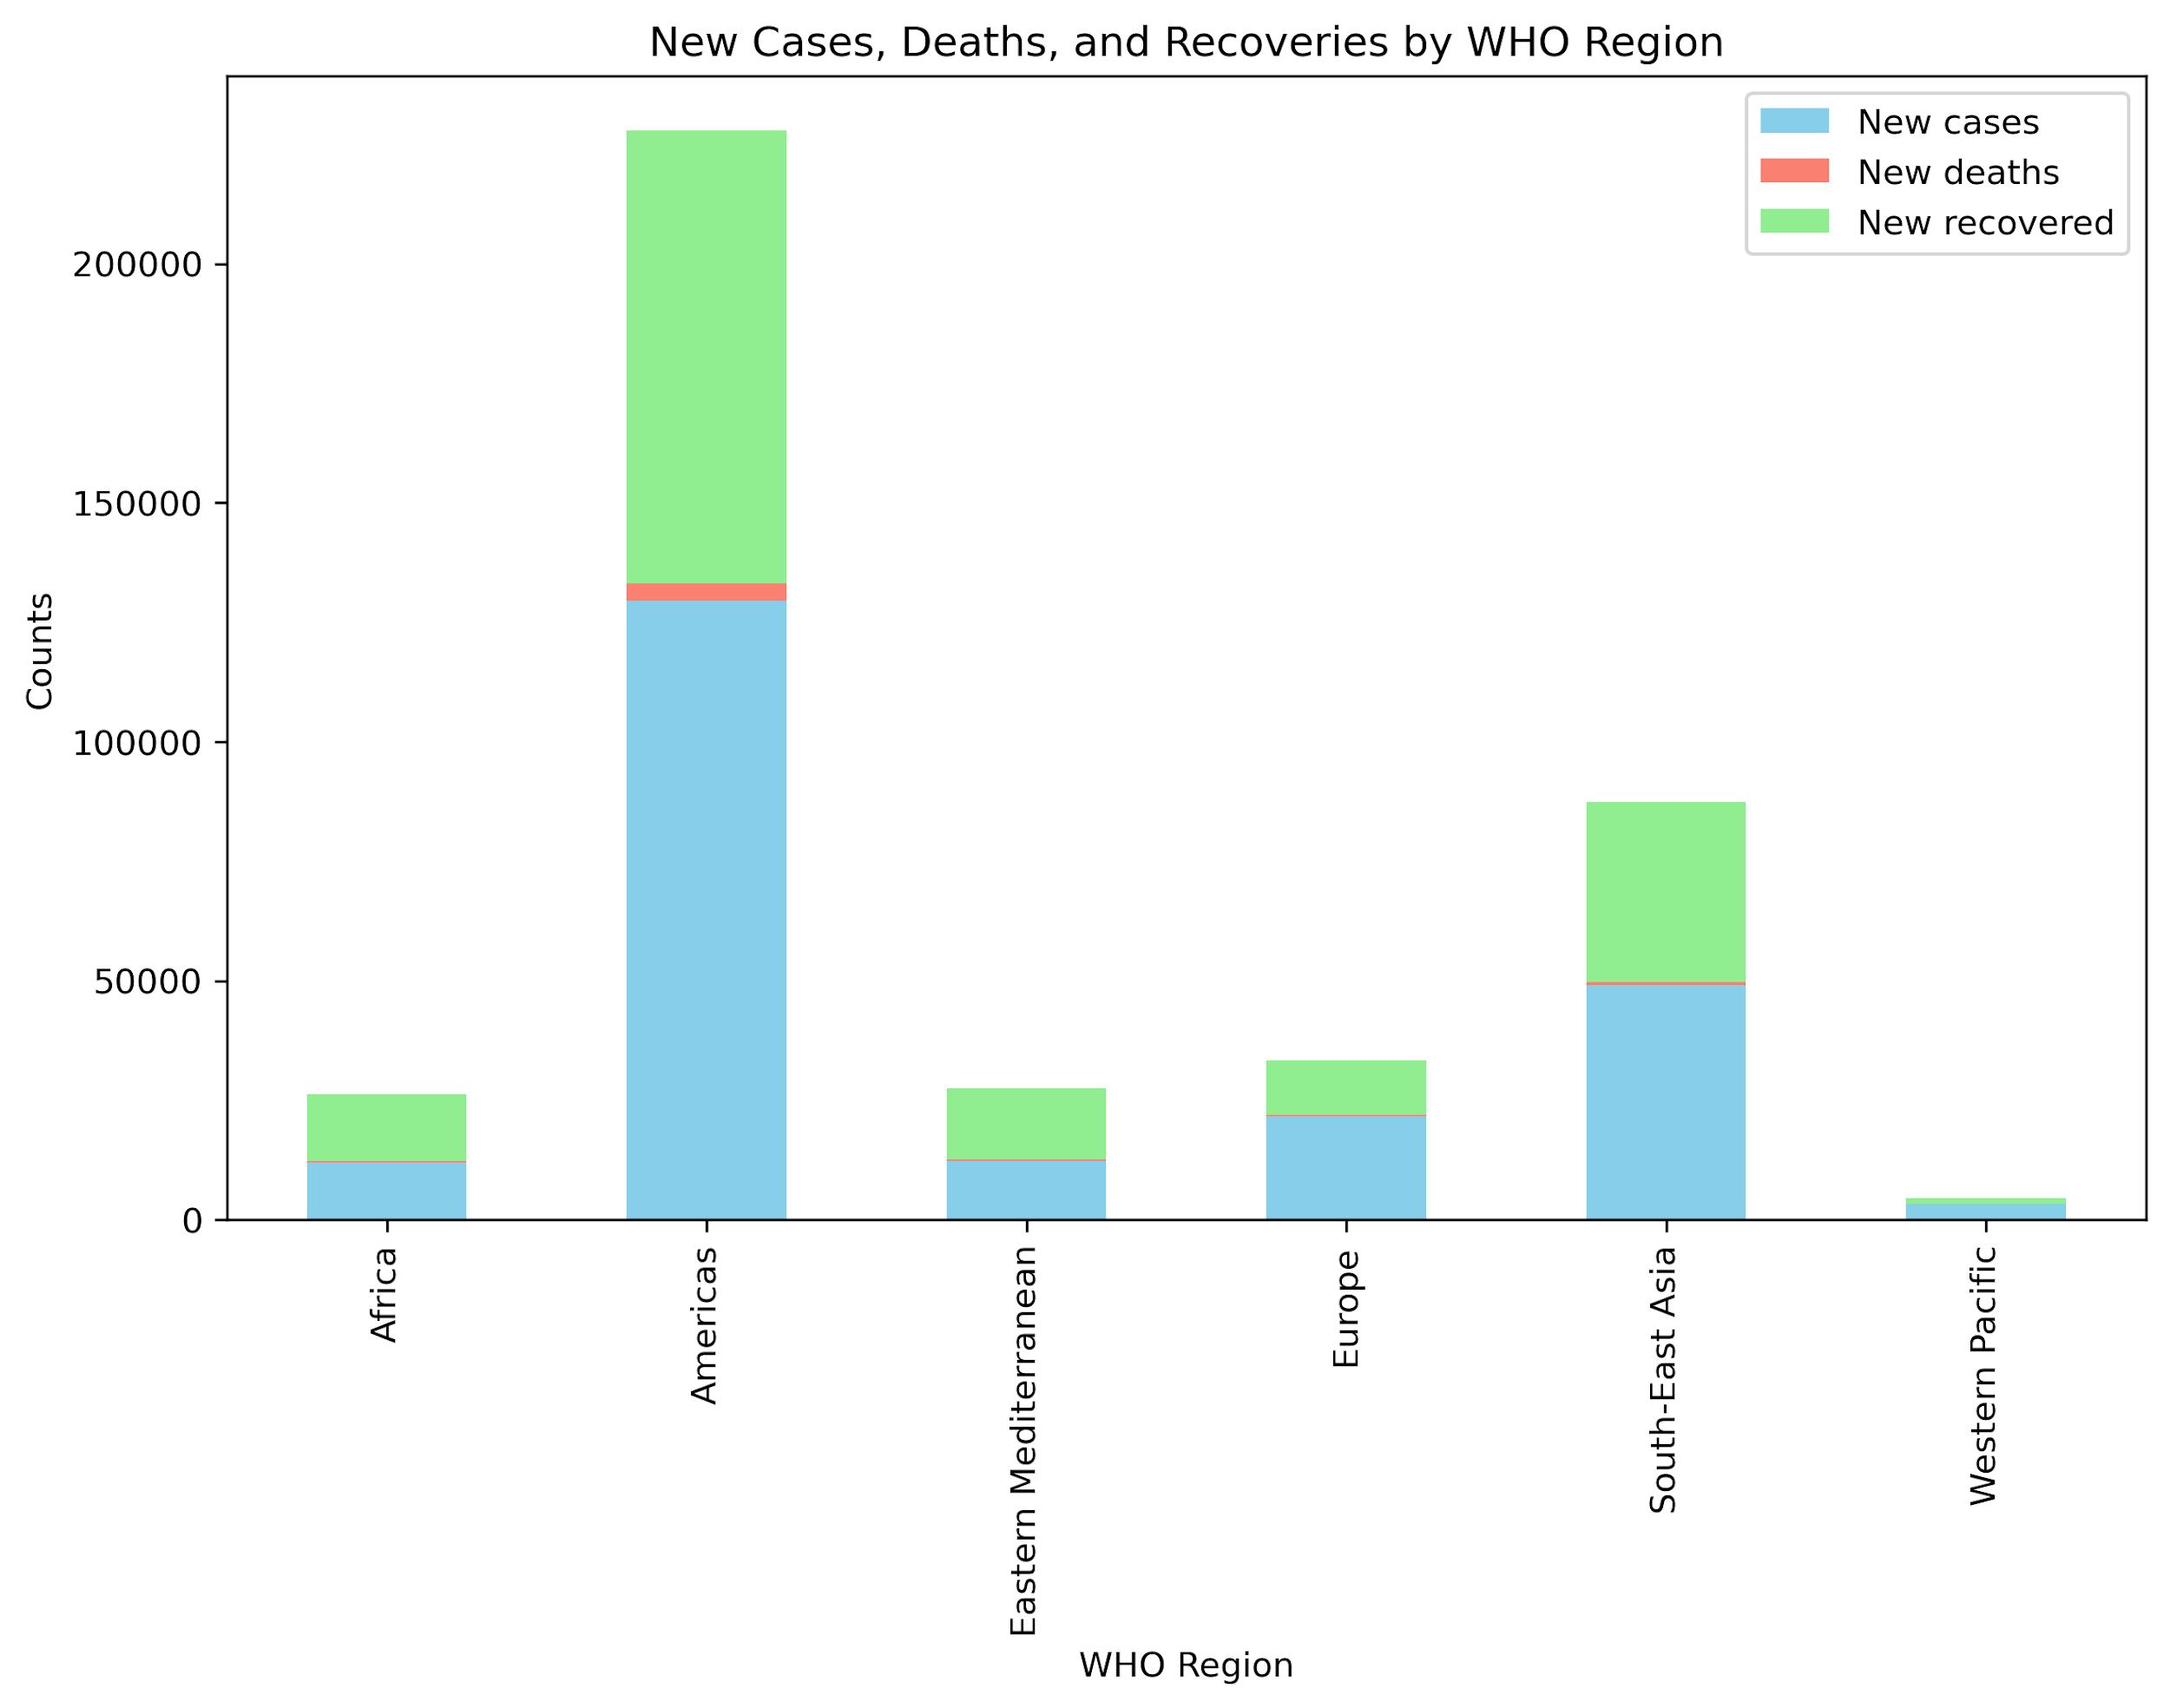 New Cases, Deaths, and Recoveries by WHO Region
New cases
New deaths
New recovered
Counts
200000
150000
100000
50000
0
Africa
Americas
Eastern Mediterranean
Europe
South-East Asia
Western Pacific
WHO Region